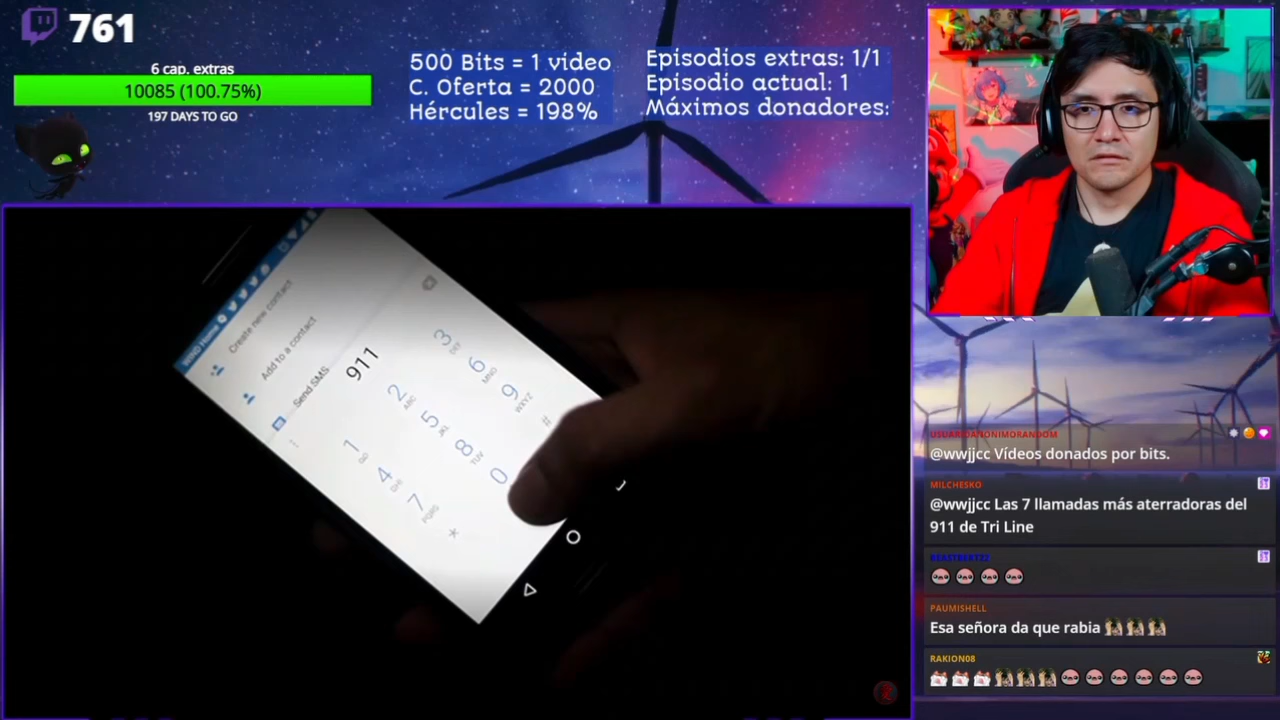 761
6 cap. extras
10085 (100.75%)
197 DAYS TO GO
500 Bits = 1 video
C. Oferta = 2000
Hércules = 198%
Episodios extras: 1/1
Episodio actual: 1
Máximos donadores:
Create new contact
Add to a contact
Send SMS
911
1
2 ABC
3 DEF
4 GHI
5 JKL
6 MNO
7 PQRS
8 TUV
9 WXYZ
*
0
#
USUARIOANONIMORANDOM
@wwjjcc Vídeos donados por bits.
MILCHESKO
@wwjjcc Las 7 llamadas más aterradoras del
911 de Tri Line
PAUMISHELL
Esa señora da que rabia
RAKION08